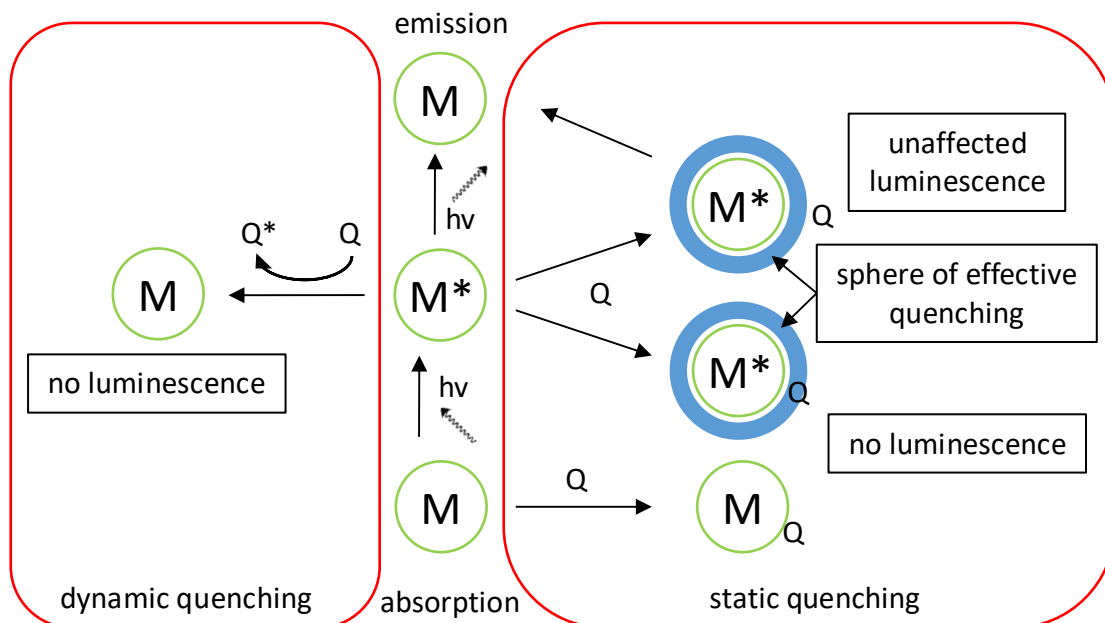 emission
M
unaffected
luminescence
hv
M*
Q
Q*
Q
M
M*
Q
sphere of effective
quenching
no luminescence
hv
M*
Q
no luminescence
M
Q
M
Q
dynamic quenching
absorption
static quenching